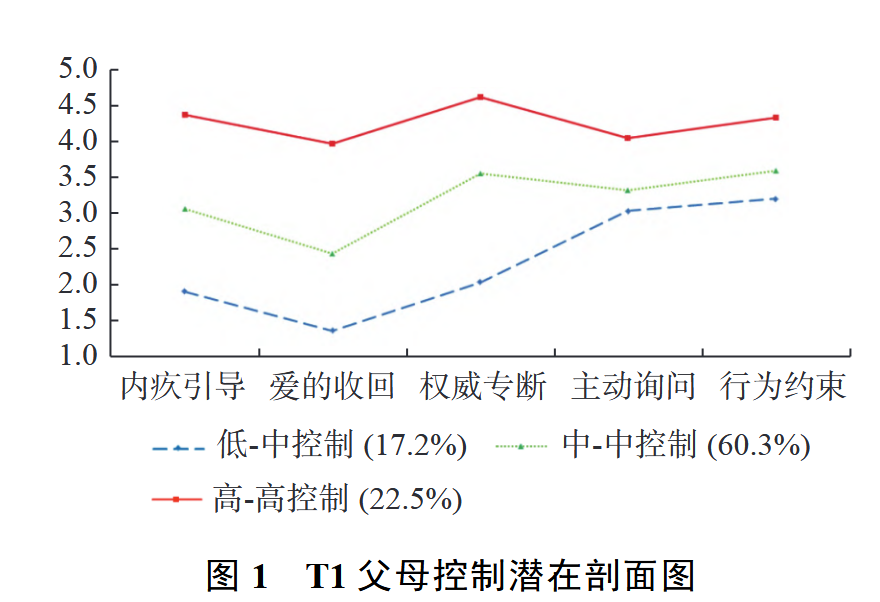 5.0
4.5
4.0
3.5
3.0
2.5
2.0
1.5
1.0
内疚引导 爱的收回 权威专断 主动询问 行为约束
低-中控制 (17.2%) 中-中控制 (60.3%)
高-高控制 (22.5%)
图 1 T1 父母控制潜在剖面图